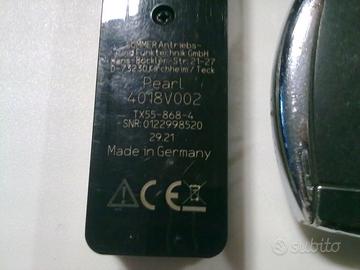 SOMMER Antriebs-
und Funktechnik GmbH
Hans-Böckler-Str. 21-27
D-73230 Kirchheim/Teck
Pearl
4018V002
TX55-868-4
SNR: 0122998520
29.21
Made in Germany
CE
subito